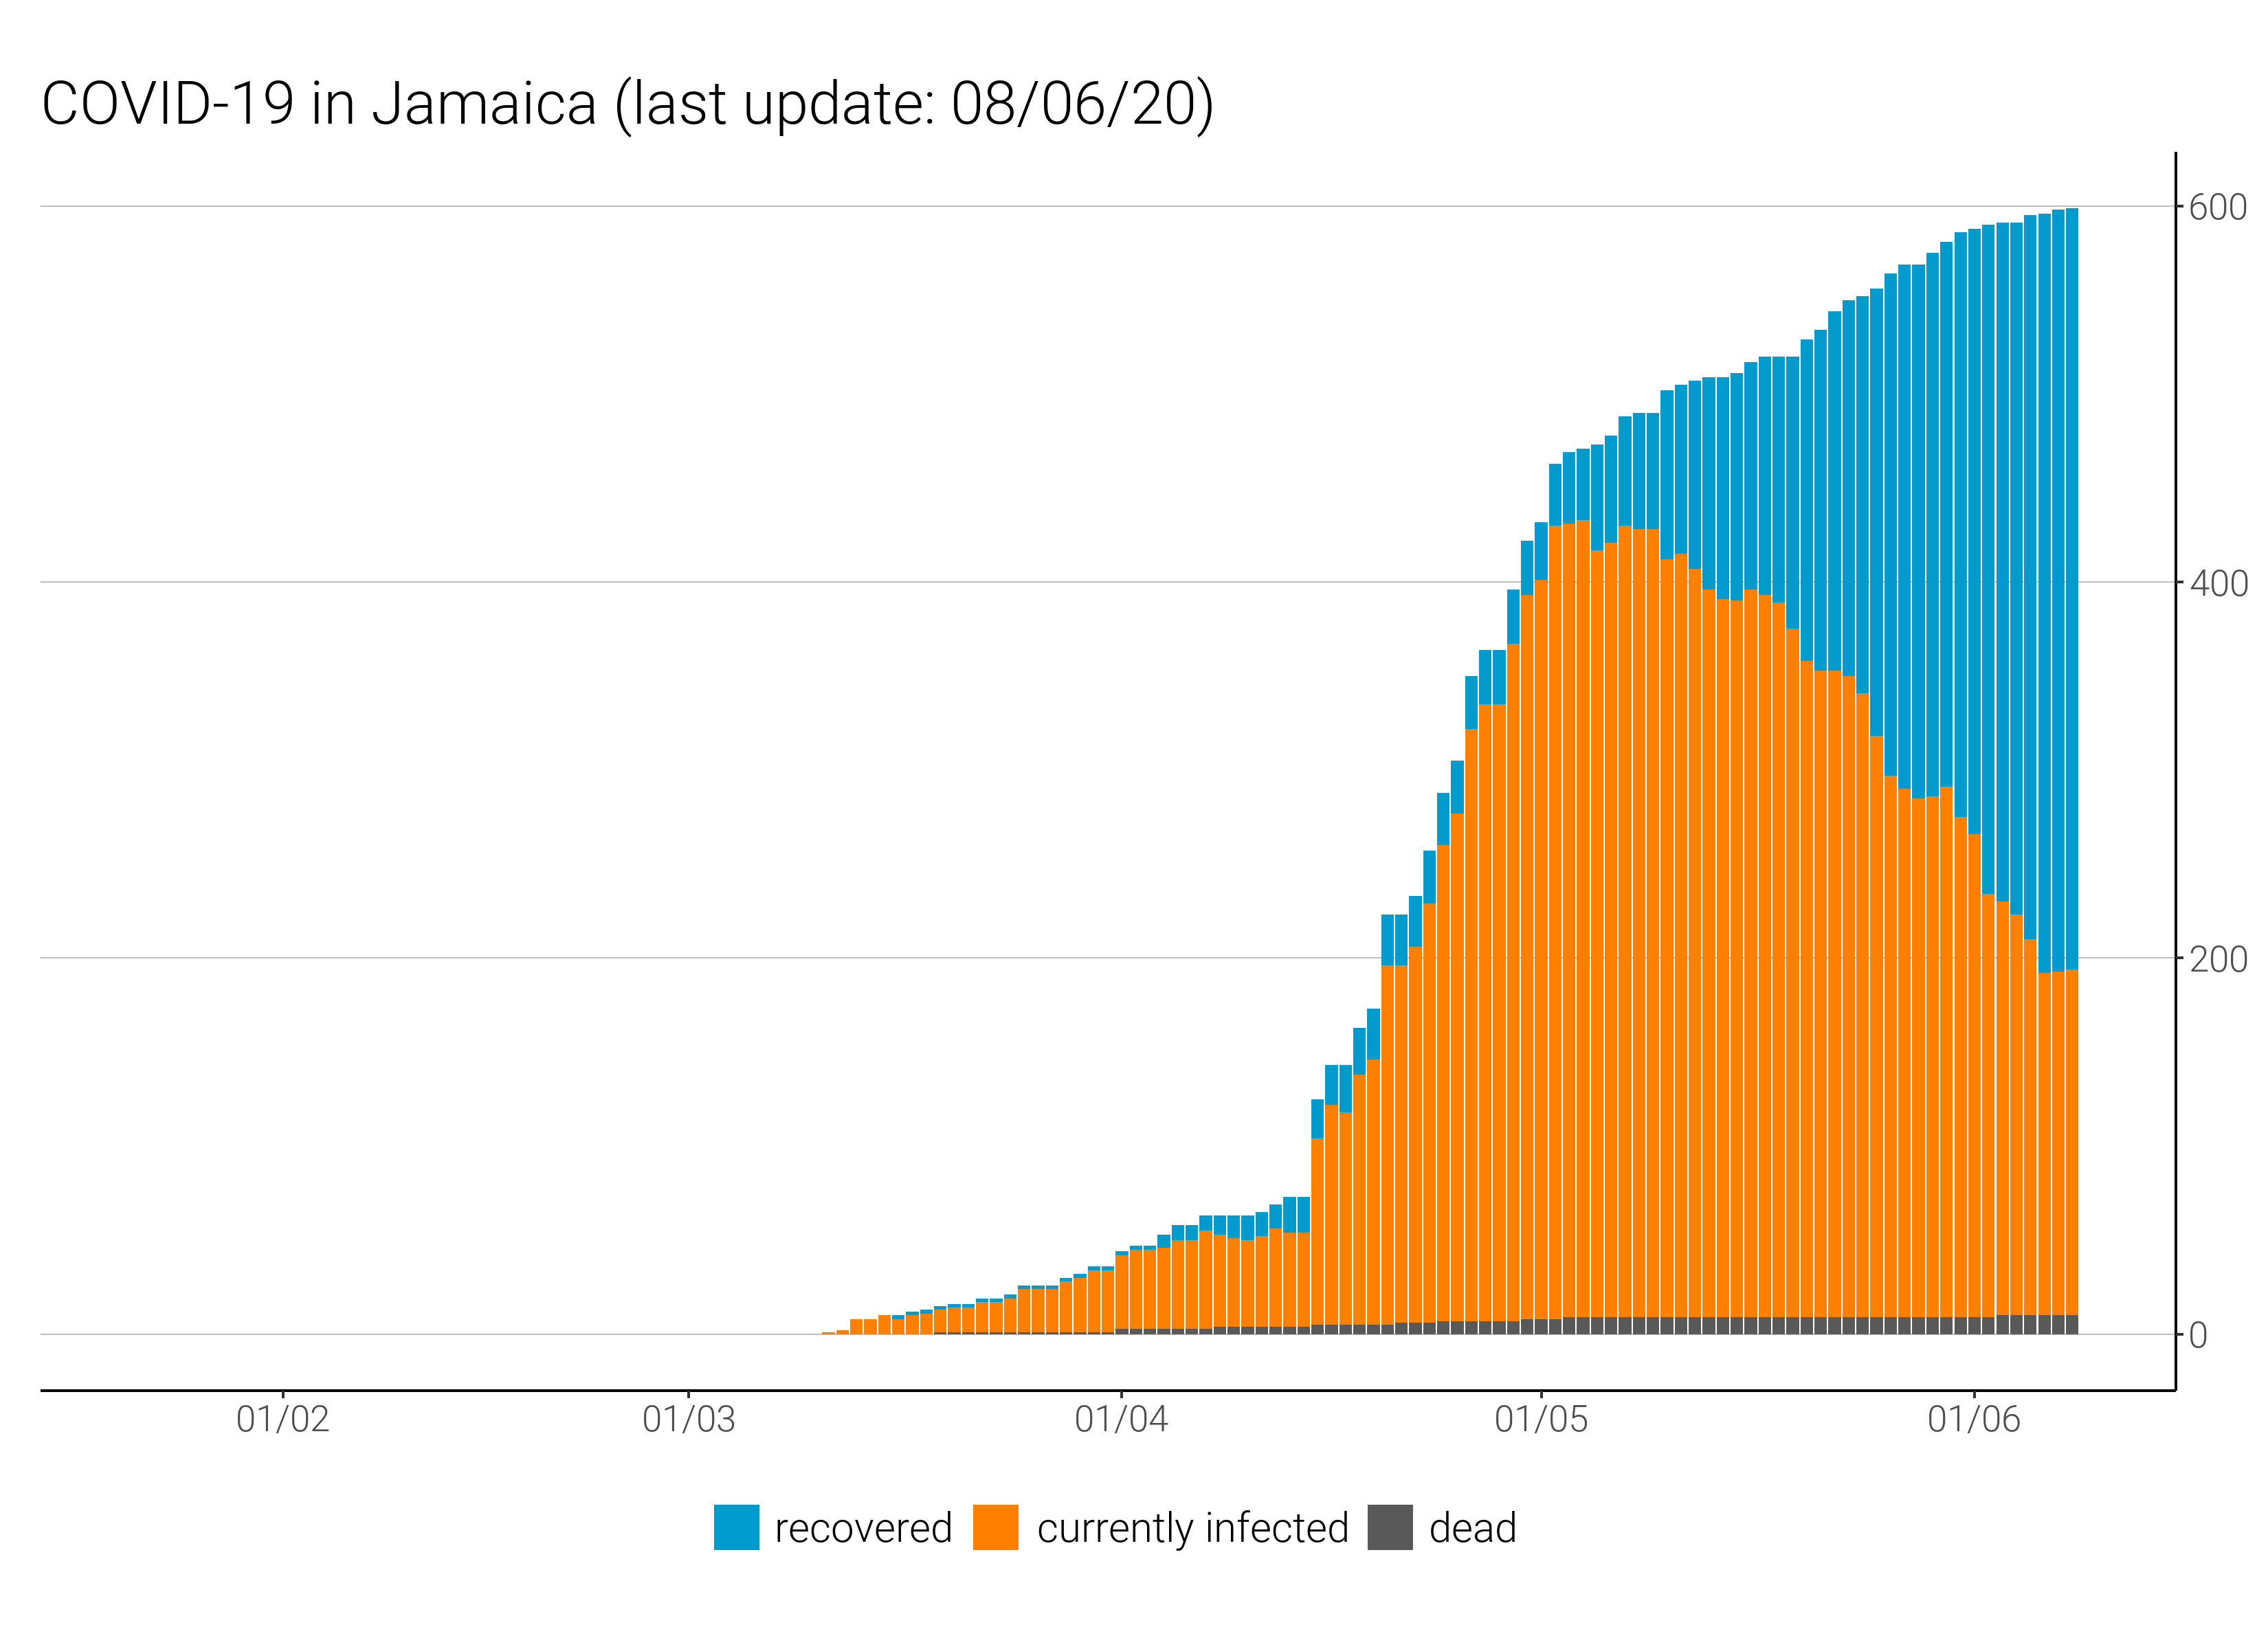 COVID-19 in Jamaica (last update: 08/06/20)
600
400
200
0
01/02 01/03 01/04 01/05 01/06
recovered currently infected dead